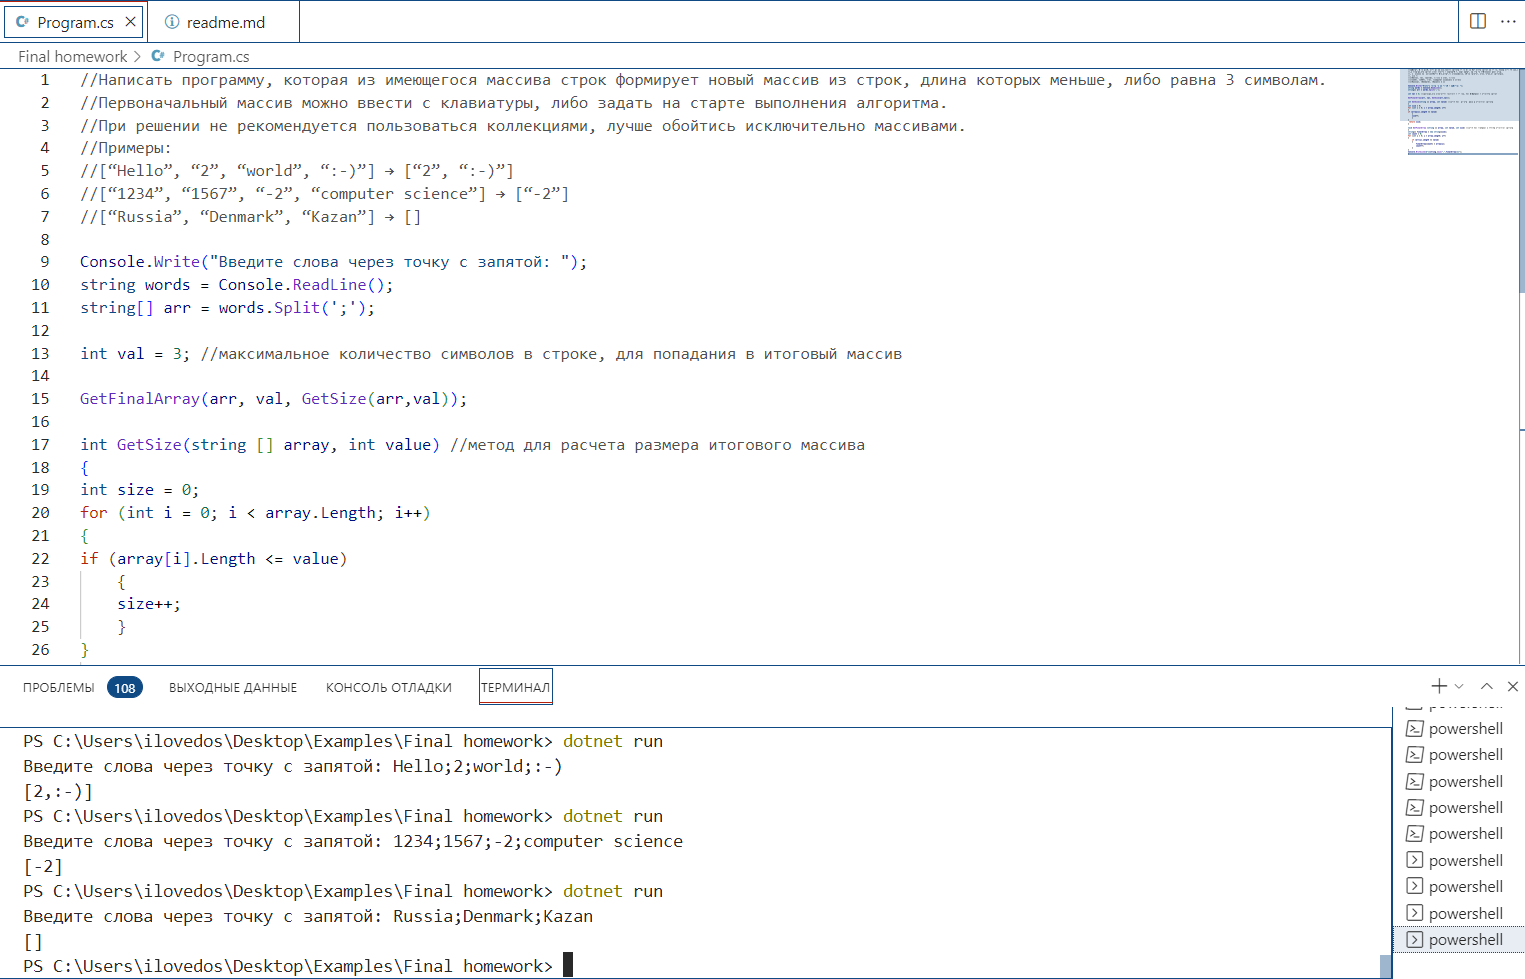 Program.cs
readme.md
Final homework > Program.cs
1 //Написать программу, которая из имеющегося массива строк формирует новый массив из строк, длина которых меньше, либо равна 3 символам.
2 //Первоначальный массив можно ввести с клавиатуры, либо задать на старте выполнения алгоритма.
3 //При решении не рекомендуется пользоваться коллекциями, лучше обойтись исключительно массивами.
4 //Примеры:
5 //[“Hello”, “2”, “world”, “:-)”] → [“2”, “:-)”]
6 //[“1234”, “1567”, “-2”, “computer science”] → [“-2”]
7 //[“Russia”, “Denmark”, “Kazan”] → []
8
9 Console.Write("Введите слова через точку с запятой: ");
10 string words = Console.ReadLine();
11 string[] arr = words.Split(';');
12
13 int val = 3; //максимальное количество символов в строке, для попадания в итоговый массив
14
15 GetFinalArray(arr, val, GetSize(arr,val));
16
17 int GetSize(string [] array, int value) //метод для расчета размера итогового массива
18 {
19 int size = 0;
20 for (int i = 0; i < array.Length; i++)
21 {
22 if (array[i].Length <= value)
23 {
24 size++;
25 }
26 }
ПРОБЛЕМЫ 108 ВЫХОДНЫЕ ДАННЫЕ КОНСОЛЬ ОТЛАДКИ ТЕРМИНАЛ
PS C:\Users\ilovedos\Desktop\Examples\Final homework> dotnet run
Введите слова через точку с запятой: Hello;2;world;:-)
[2,:-)]
PS C:\Users\ilovedos\Desktop\Examples\Final homework> dotnet run
Введите слова через точку с запятой: 1234;1567;-2;computer science
[-2]
PS C:\Users\ilovedos\Desktop\Examples\Final homework> dotnet run
Введите слова через точку с запятой: Russia;Denmark;Kazan
[]
PS C:\Users\ilovedos\Desktop\Examples\Final homework>
powershell
powershell
powershell
powershell
powershell
powershell
powershell
powershell
powershell